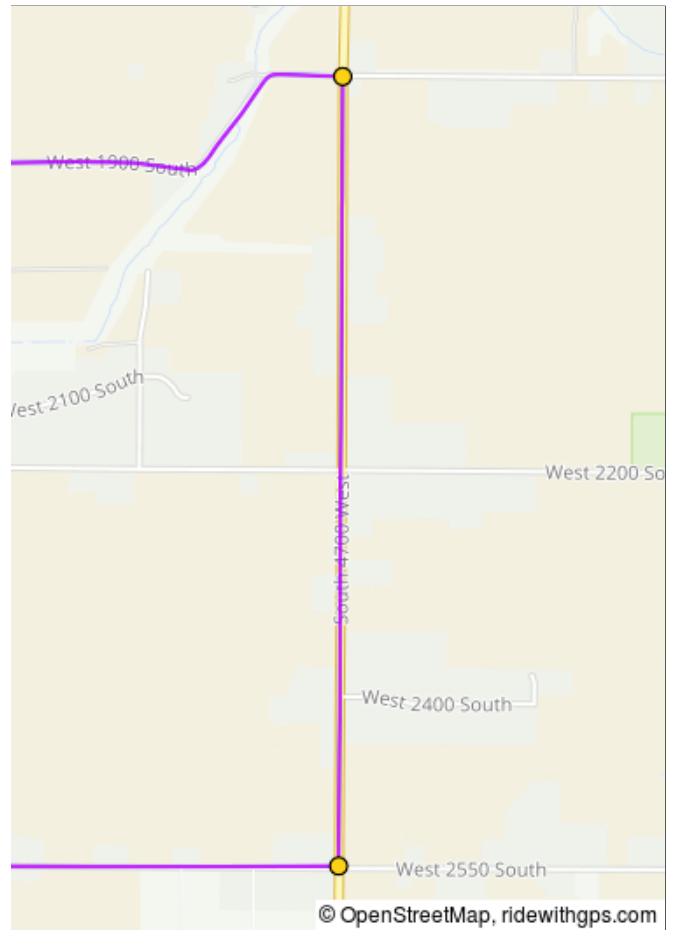 West 1900 South
Vest 2100 South
West 2200 So
South 4700 West
West 2400 South
West 2550 South
© OpenStreetMap, ridewithgps.com